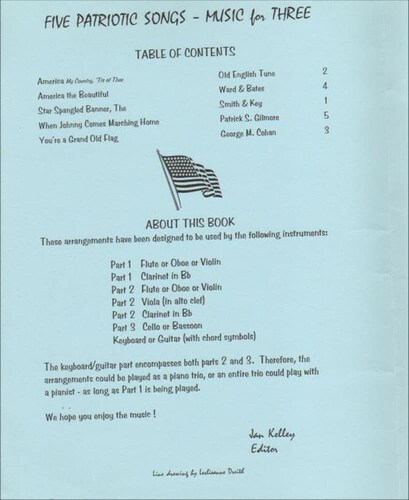 FIVE PATRIOTIC SONGS - MUSIC for THREE
TABLE OF CONTENTS
America My Country, 'Tis of Thee Old English Tune 2
America the Beautiful Ward & Bates 4
Star Spangled Banner, The Smith & Key 1
When Johnny Comes Marching Home Patrick S. Gilmore 5
You're a Grand Old Flag George M. Cohan 3
ABOUT THIS BOOK
These arrangements have been designed to be used by the following instruments:
Part 1 Flute or Oboe or Violin
Part 1 Clarinet in Bb
Part 2 Flute or Oboe or Violin
Part 2 Viola (in alto clef)
Part 2 Clarinet in Bb
Part 3 Cello or Bassoon
Keyboard or Guitar (with chord symbols)
The keyboard/guitar part encompasses both parts 2 and 3. Therefore, the
arrangements could be played as a piano trio, or an entire trio could play with
a pianist - as long as Part 1 is being played.
We hope you enjoy the music !
Jan Kelley
Editor
Line drawing by Leslieanne Dreith